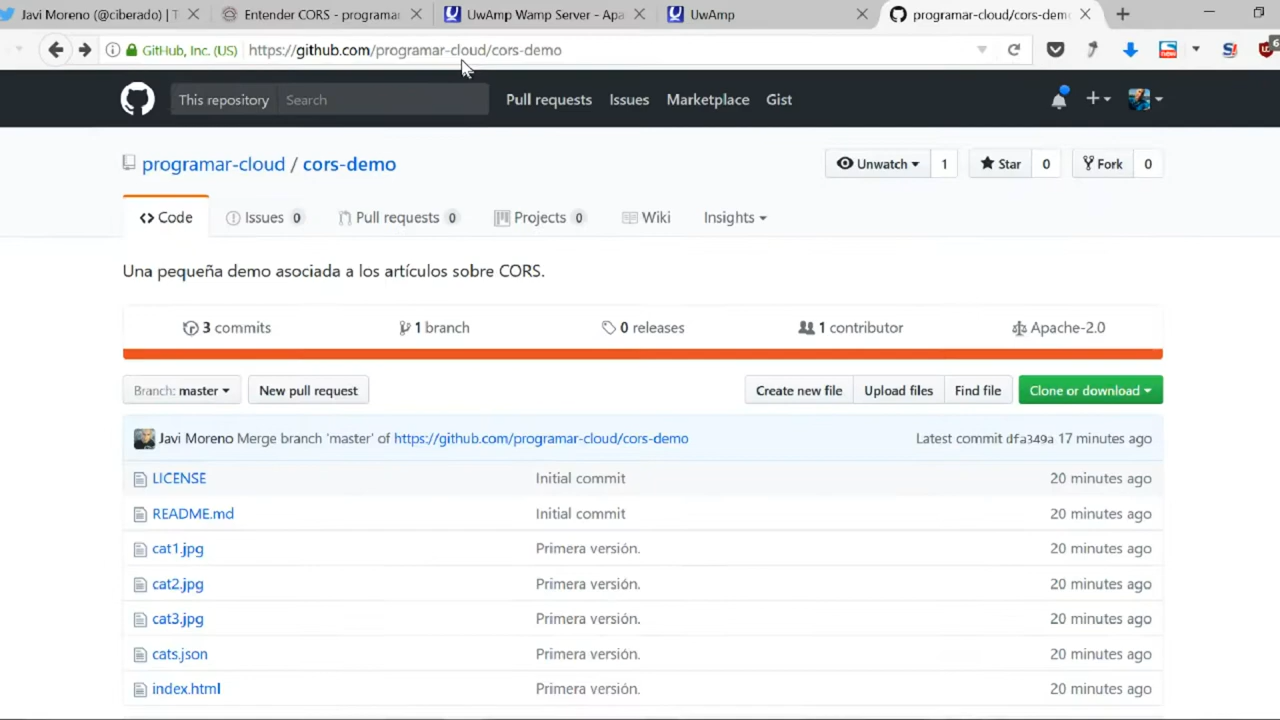 Javi Moreno (@ciberado) | T
Entender CORS - programar
UwAmp Wamp Server - Apa
UwAmp
programar-cloud/cors-demo
GitHub, Inc. (US)
https://github.com/programar-cloud/cors-demo
6
This repository
Search
Pull requests
Issues
Marketplace
Gist
programar-cloud / cors-demo
Unwatch 1
Star 0
Fork 0
Code
Issues 0
Pull requests 0
Projects 0
Wiki
Insights
Una pequeña demo asociada a los artículos sobre CORS.
3 commits
1 branch
0 releases
1 contributor
Apache-2.0
Branch: master
New pull request
Create new file
Upload files
Find file
Clone or download
Javi Moreno Merge branch 'master' of https://github.com/programar-cloud/cors-demo
Latest commit dfa349a 17 minutes ago
LICENSE Initial commit 20 minutes ago
README.md Initial commit 20 minutes ago
cat1.jpg Primera versión. 20 minutes ago
cat2.jpg Primera versión. 20 minutes ago
cat3.jpg Primera versión. 20 minutes ago
cats.json Primera versión. 20 minutes ago
index.html Primera versión. 20 minutes ago